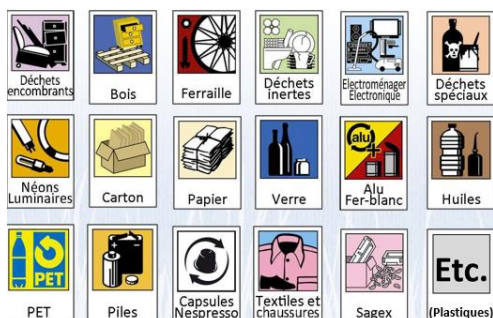 Déchets
encombrants
Bois
Ferraille
Déchets
inertes
Electroménager
Electronique
Déchets
spéciaux
Néons
Luminaires
Carton
Papier
Verre
alu
Alu
Fer-blanc
Huiles
PET
PET
Piles
Capsules
Nespresso
Textiles et
chaussures
Sagex
Etc.
(Plastiques)